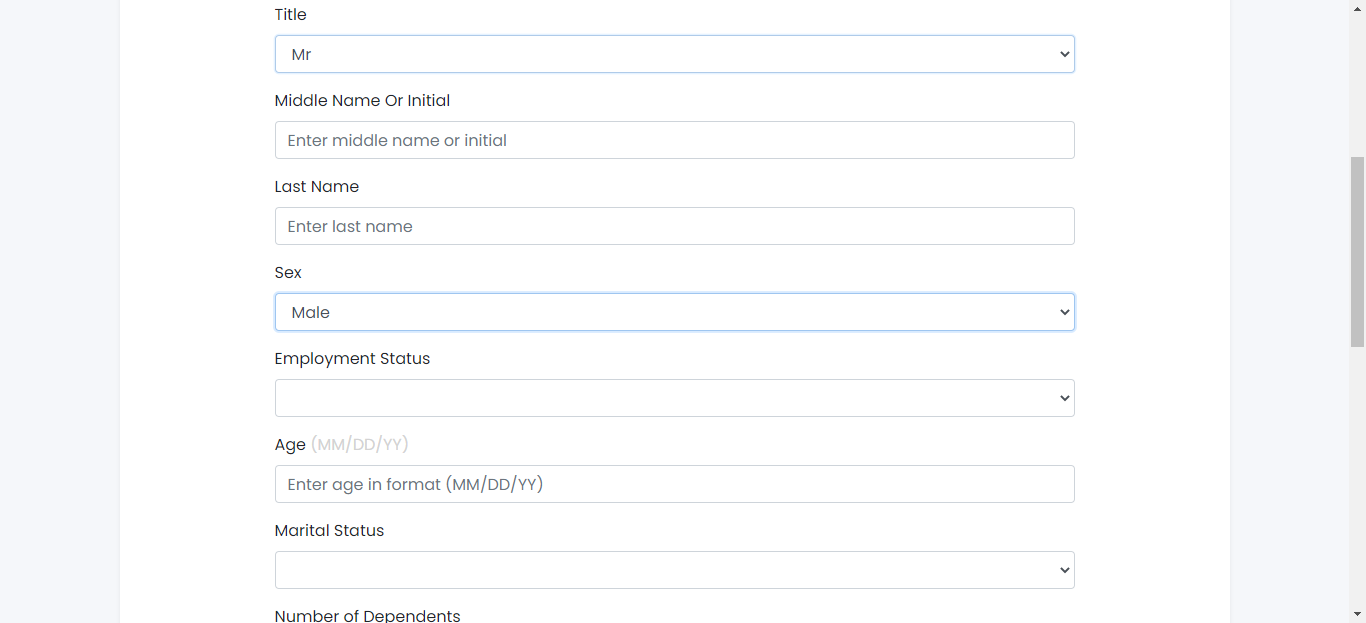 Title
Mr
Middle Name Or Initial
Enter middle name or initial
Last Name
Enter last name
Sex
Male
Employment Status
Age (MM/DD/YY)
Enter age in format (MM/DD/YY)
Marital Status
Number of Dependents